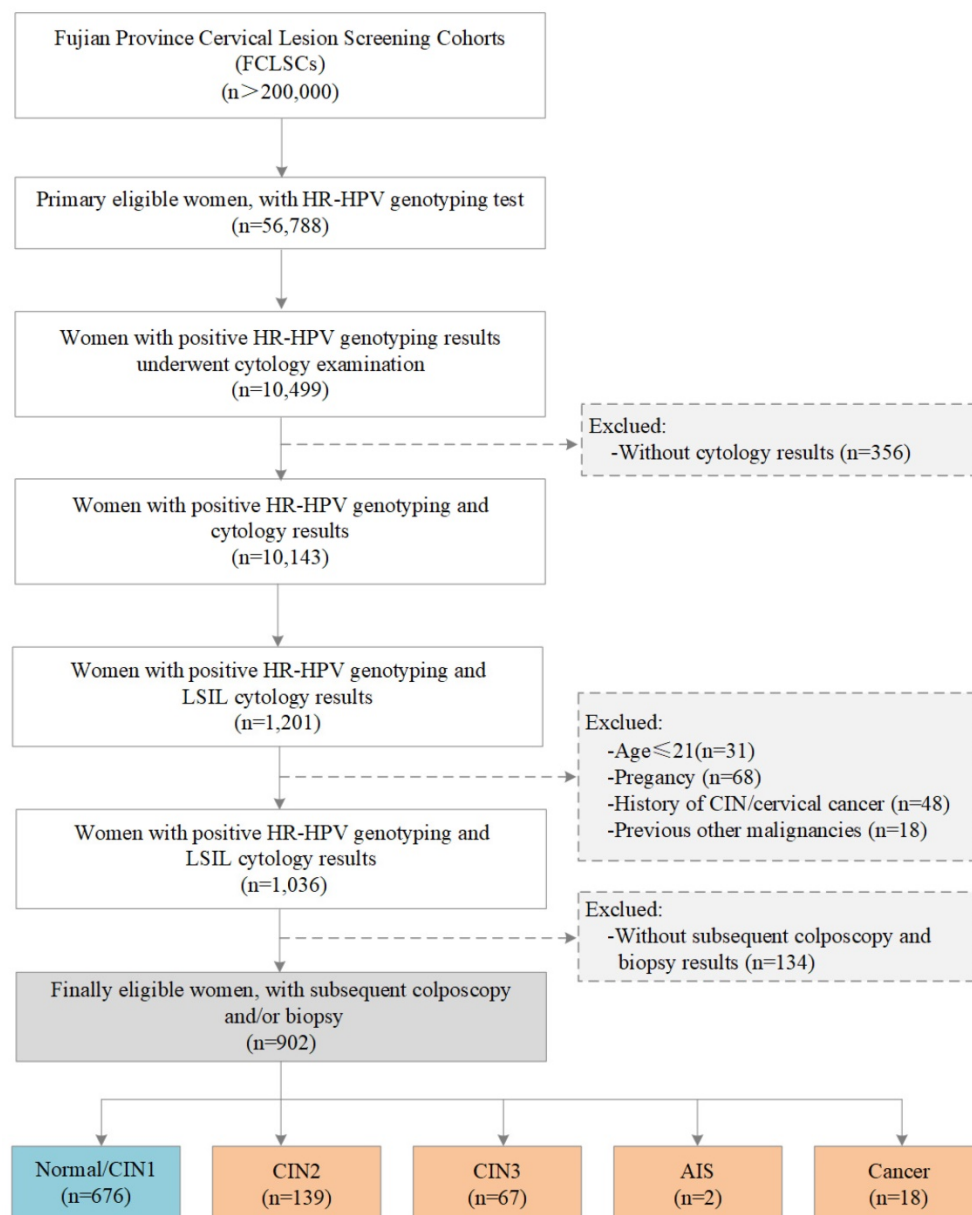 Fujian Province Cervical Lesion Screening Cohorts
(FCLSCs)
(n＞200,000)
Primary eligible women, with HR-HPV genotyping test
(n=56,788)
Women with positive HR-HPV genotyping results
underwent cytology examination
(n=10,499)
Exclued:
-Without cytology results (n=356)
Women with positive HR-HPV genotyping and
cytology results
(n=10,143)
Women with positive HR-HPV genotyping and
LSIL cytology results
(n=1,201)
Exclued:
-Age≤21(n=31)
-Pregancy (n=68)
-History of CIN/cervical cancer (n=48)
-Previous other malignancies (n=18)
Women with positive HR-HPV genotyping and
LSIL cytology results
(n=1,036)
Exclued:
-Without subsequent colposcopy and
biopsy results (n=134)
Finally eligible women, with subsequent colposcopy
and/or biopsy
(n=902)
Normal/CIN1
(n=676)
CIN2
(n=139)
CIN3
(n=67)
AIS
(n=2)
Cancer
(n=18)